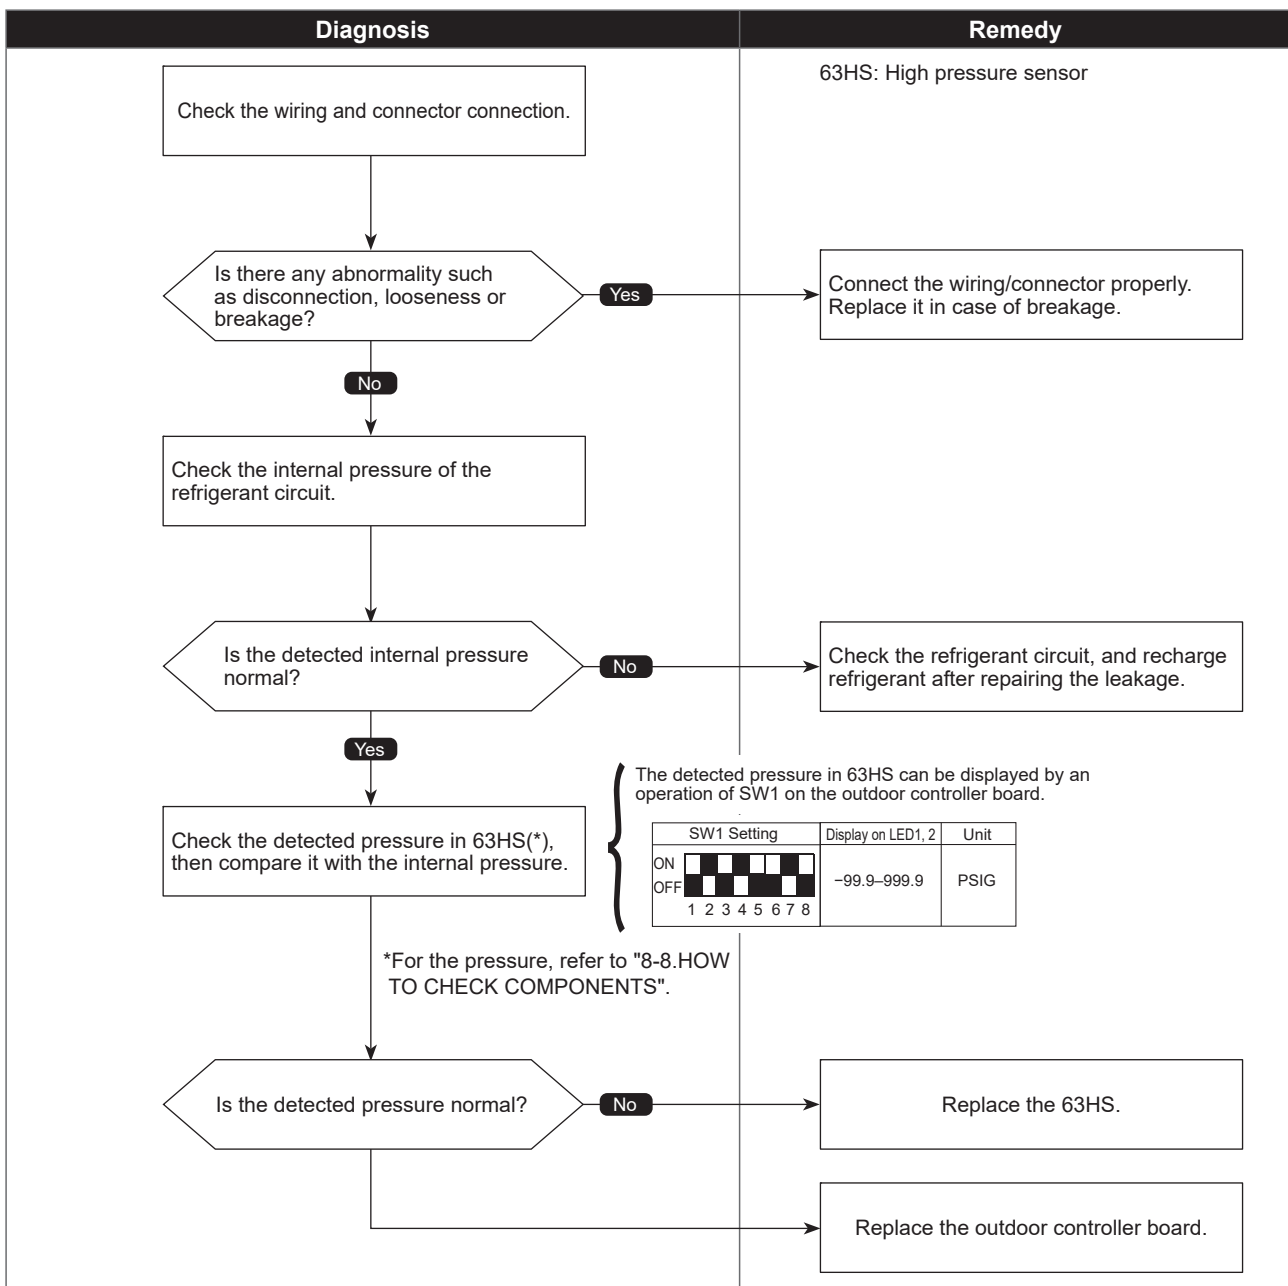 Diagnosis
Remedy
63HS: High pressure sensor
Check the wiring and connector connection.
Is there any abnormality such
as disconnection, looseness or
breakage?
Yes
Connect the wiring/connector properly.
Replace it in case of breakage.
No
Check the internal pressure of the
refrigerant circuit.
Is the detected internal pressure
normal?
No
Check the refrigerant circuit, and recharge
refrigerant after repairing the leakage.
Yes
The detected pressure in 63HS can be displayed by an
operation of SW1 on the outdoor controller board.
Check the detected pressure in 63HS(*),
then compare it with the internal pressure.
SW1 Setting
Display on LED1, 2
Unit
ON
OFF
1 2 3 4 5 6 7 8
−99.9–999.9
PSIG
*For the pressure, refer to "8-8.HOW
TO CHECK COMPONENTS".
Is the detected pressure normal?
No
Replace the 63HS.
Replace the outdoor controller board.